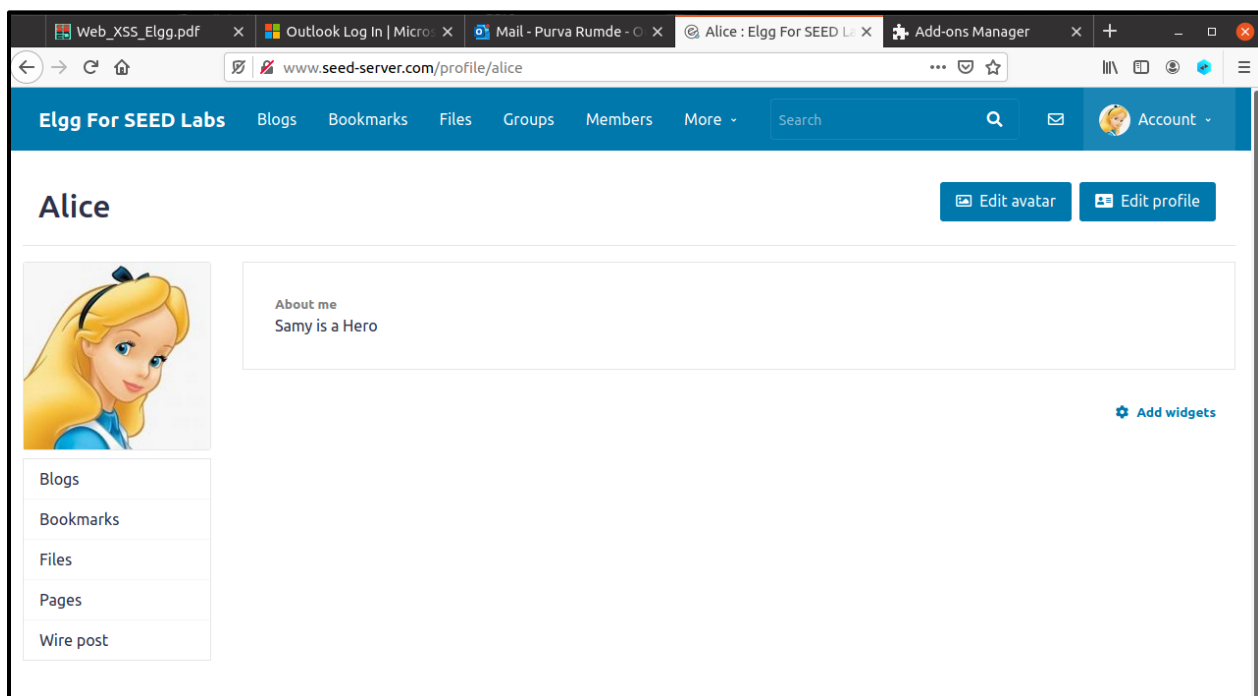 Web_XSS_Elgg.pdf Outlook Log In | Micros Mail - Purva Rumde - O Alice : Elgg For SEED La Add-ons Manager
www.seed-server.com/profile/alice
Elgg For SEED Labs Blogs Bookmarks Files Groups Members More Search Account
Alice
Edit avatar Edit profile
About me
Samy is a Hero
Add widgets
Blogs
Bookmarks
Files
Pages
Wire post